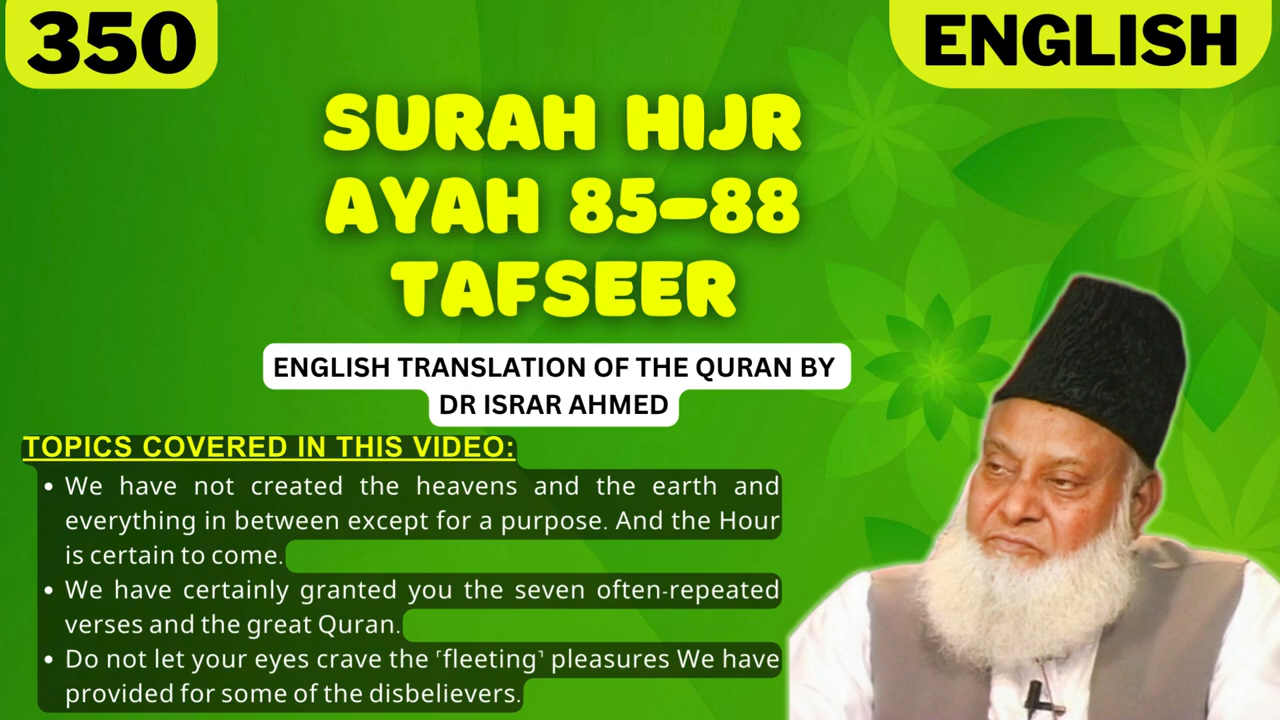 350
ENGLISH
SURAH HIJR
AYAH 85-88
TAFSEER
ENGLISH TRANSLATION OF THE QURAN BY
DR ISRAR AHMED
TOPICS COVERED IN THIS VIDEO:
• We have not created the heavens and the earth and
everything in between except for a purpose. And the Hour
is certain to come.
• We have certainly granted you the seven often-repeated
verses and the great Quran.
• Do not let your eyes crave the ˹fleeting˺ pleasures We have
provided for some of the disbelievers.